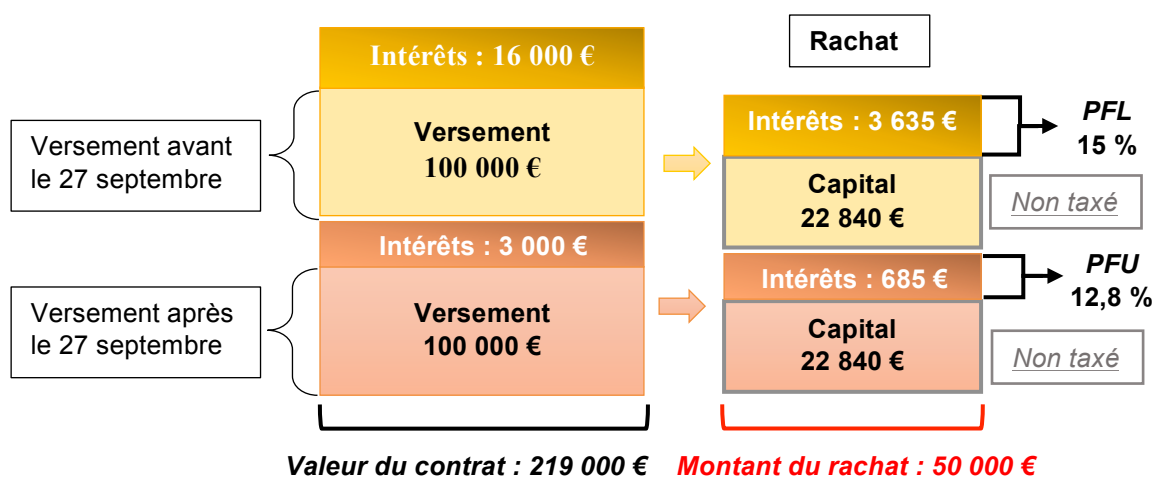 Intérêts : 16 000 €
Rachat
Versement avant
le 27 septembre
Versement
100 000 €
Intérêts : 3 635 €
PFL
15 %
Capital
22 840 €
Non taxé
Intérêts : 3 000 €
Versement après
le 27 septembre
Versement
100 000 €
Intérêts : 685 €
PFU
12,8 %
Capital
22 840 €
Non taxé
Valeur du contrat : 219 000 €
Montant du rachat : 50 000 €